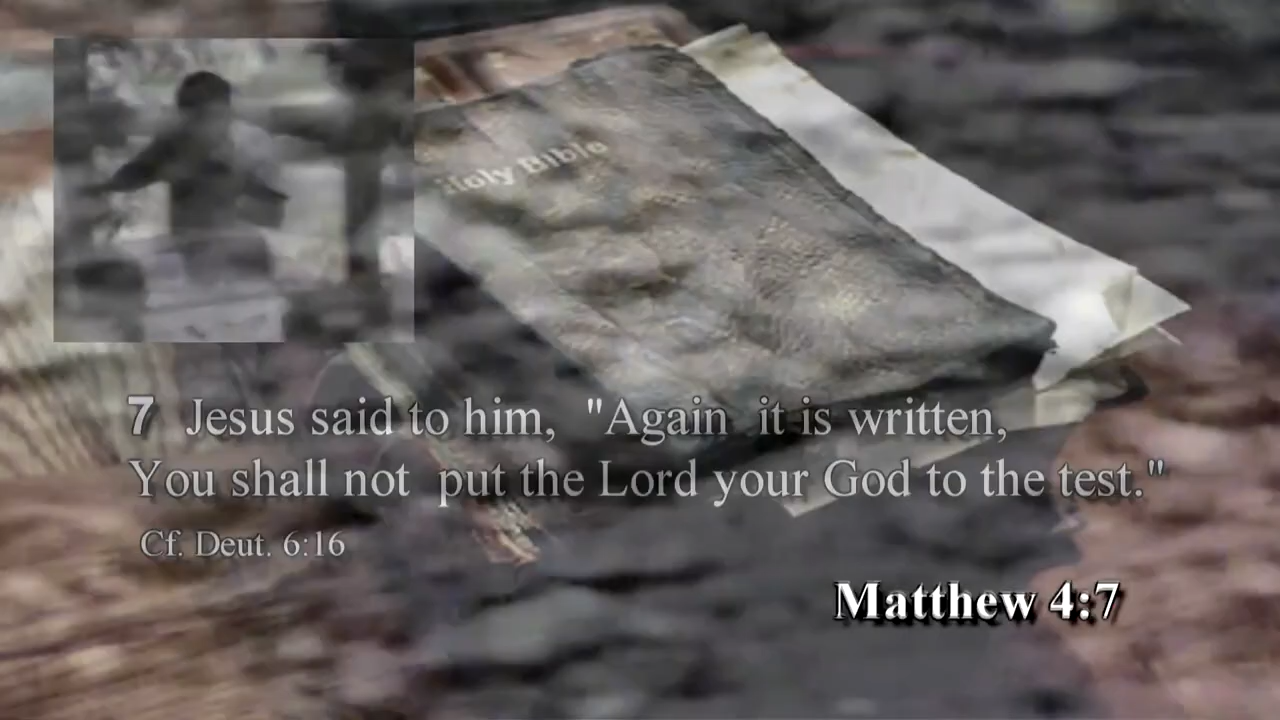 Holy Bible
7 Jesus said to him, "Again it is written,
You shall not put the Lord your God to the test."
Cf. Deut. 6:16
Matthew 4:7